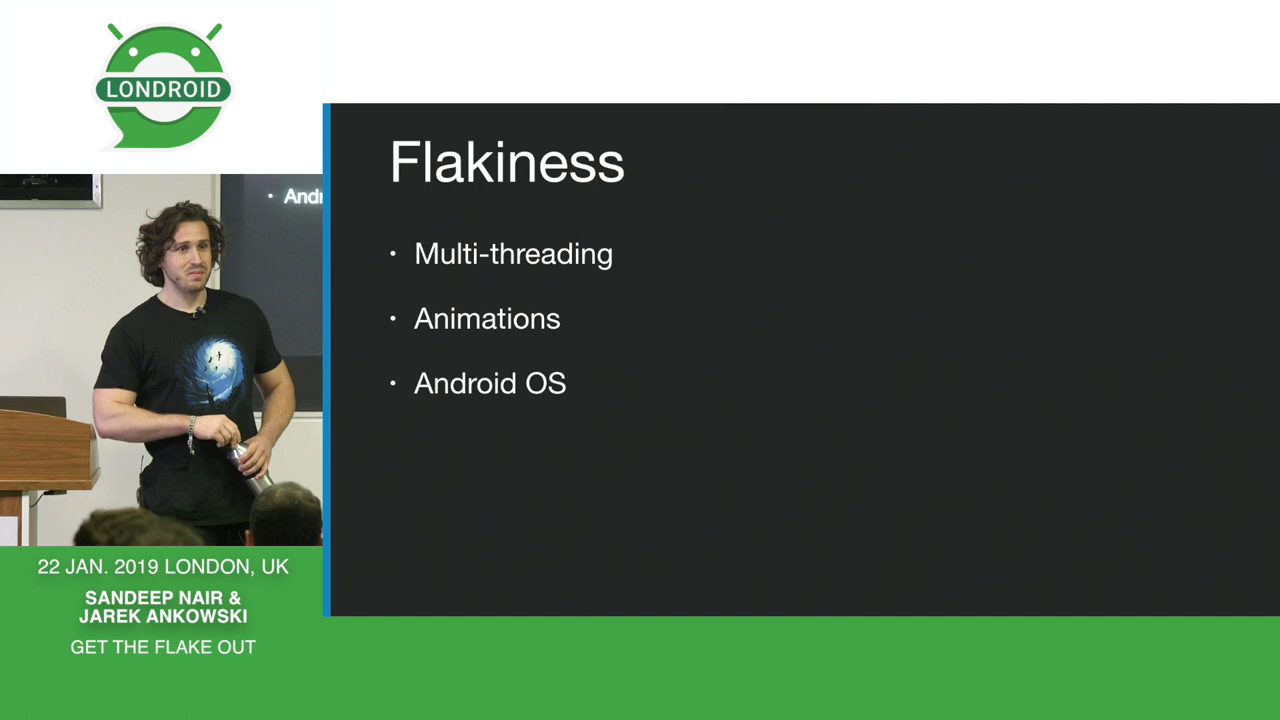 LONDROID
• Andr
22 JAN. 2019 LONDON, UK
SANDEEP NAIR &
JAREK ANKOWSKI
GET THE FLAKE OUT
Flakiness
• Multi-threading
• Animations
• Android OS